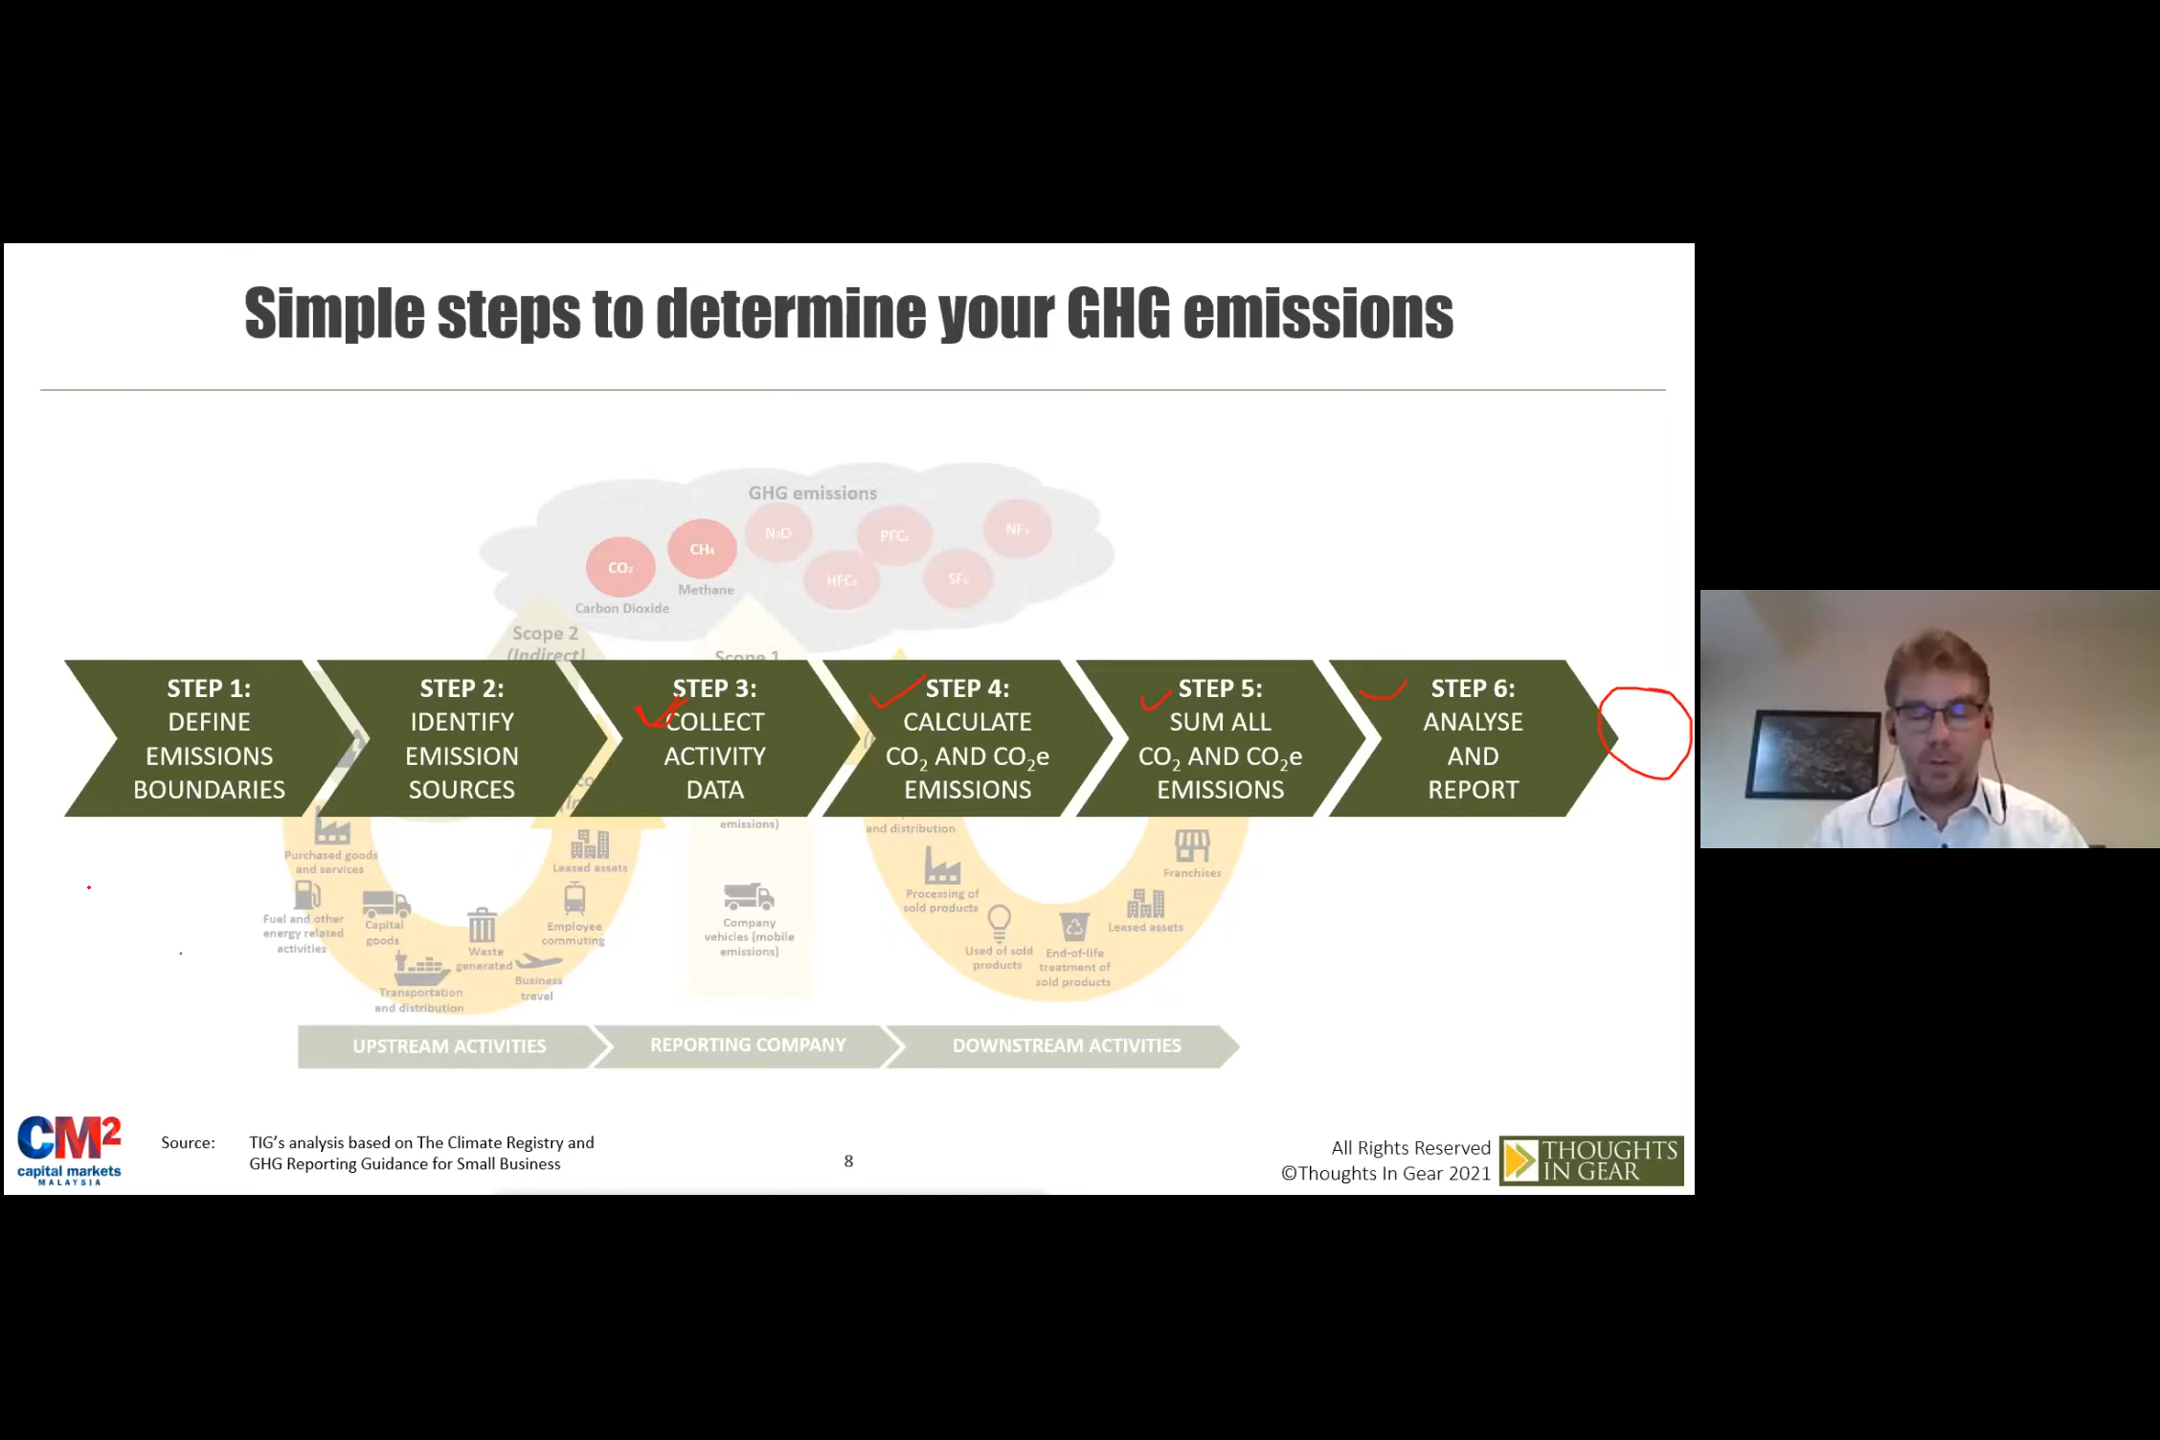 Simple steps to determine your GHG emissions
GHG emissions
CO₂
CH₄
N₂O
HFCₛ
PFCₛ
SF₆
NF₃
Carbon Dioxide
Methane
Scope 2
(Indirect)
Scope 1
STEP 1:
DEFINE
EMISSIONS
BOUNDARIES
STEP 2:
IDENTIFY
EMISSION
SOURCES
STEP 3:
COLLECT
ACTIVITY
DATA
STEP 4:
CALCULATE
CO₂ AND CO₂e
EMISSIONS
STEP 5:
SUM ALL
CO₂ AND CO₂e
EMISSIONS
STEP 6:
ANALYSE
AND
REPORT
Purchased goods
and services
Fuel and other
energy related
activities
Capital
goods
Transportation
and distribution
Waste
generated
Business
travel
Employee
commuting
Leased assets
emissions)
Company
vehicles (mobile
emissions)
and distribution
Processing of
sold products
Used of sold
products
End-of-life
treatment of
sold products
Leased assets
Franchises
UPSTREAM ACTIVITIES
REPORTING COMPANY
DOWNSTREAM ACTIVITIES
CM2
capital markets
MALAYSIA
Source: TIG's analysis based on The Climate Registry and
GHG Reporting Guidance for Small Business
8
All Rights Reserved
©Thoughts In Gear 2021
THOUGHTS
IN GEAR